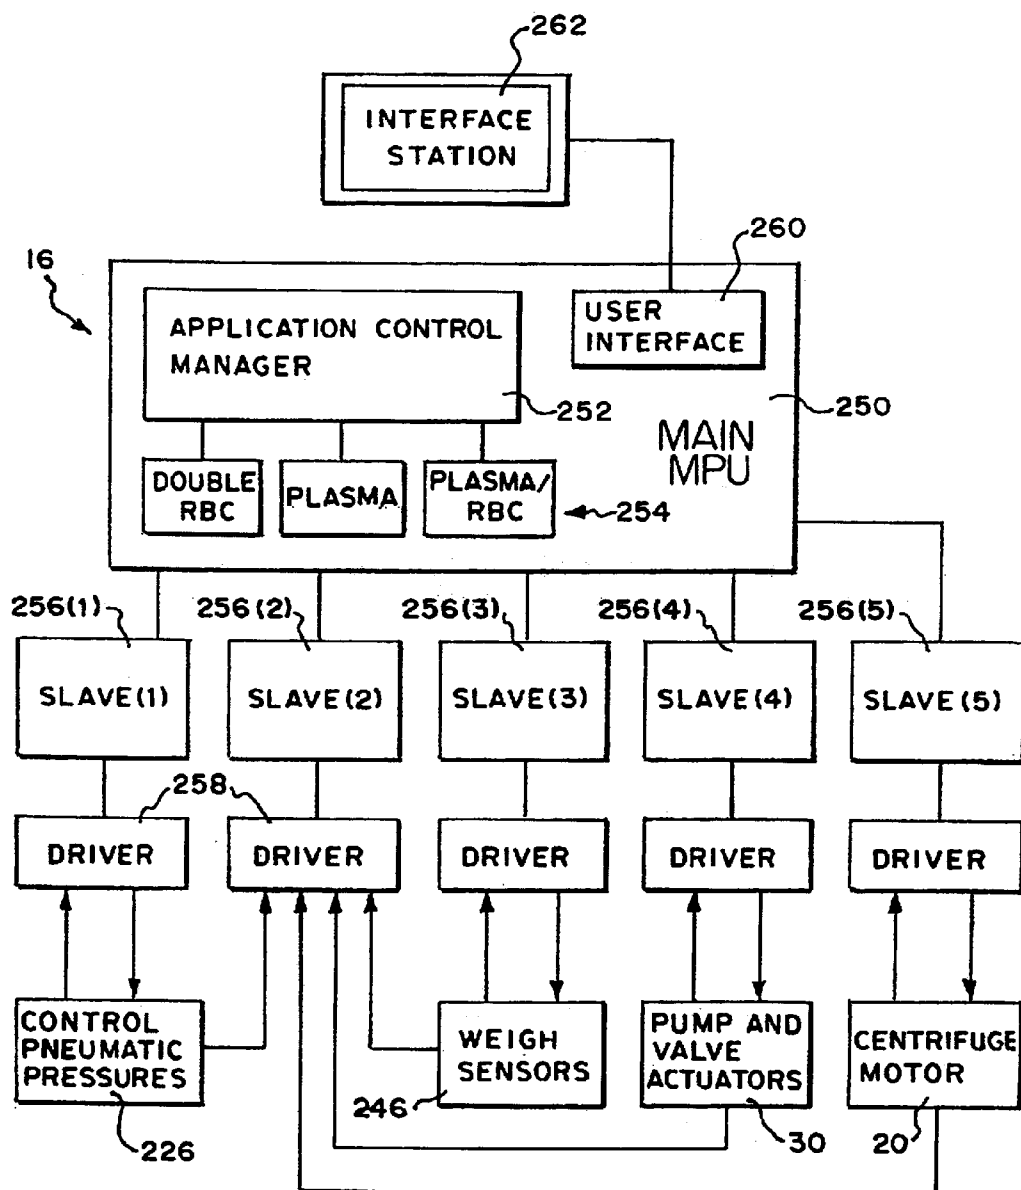 262
INTERFACE
STATION
260
16
APPLICATION CONTROL
MANAGER
USER
INTERFACE
252
250
MAIN
MPU
DOUBLE
RBC
PLASMA
PLASMA/
RBC
254
256(1)
256(2)
256(3)
256(4)
256(5)
SLAVE(1)
SLAVE(2)
SLAVE(3)
SLAVE(4)
SLAVE(5)
258
DRIVER
DRIVER
DRIVER
DRIVER
DRIVER
CONTROL
PNEUMATIC
PRESSURES
WEIGH
SENSORS
PUMP AND
VALVE
ACTUATORS
CENTRIFUGE
MOTOR
226
246
30
20